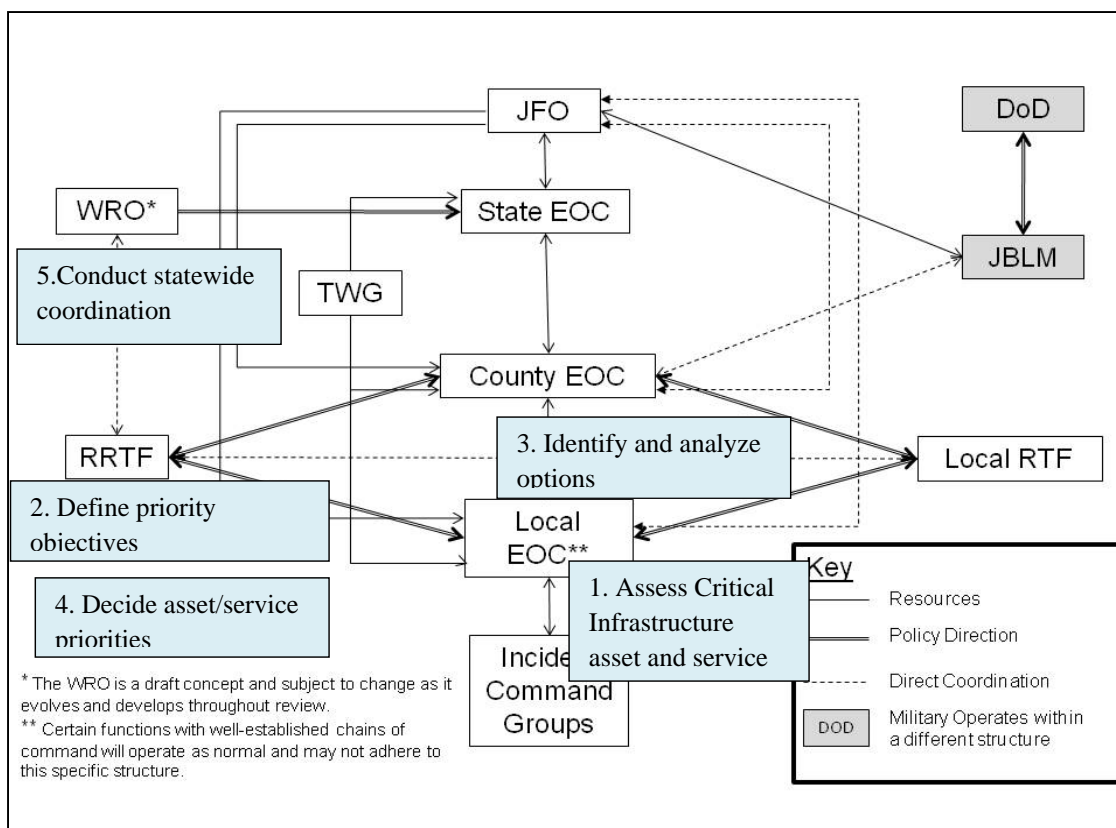 JFO
DoD
WRO*
State EOC
5.Conduct statewide
coordination
TWG
JBLM
County EOC
3. Identify and analyze
options
RRTF
Local RTF
2. Define priority
objectives
Local
EOC**
4. Decide asset/service
priorities
1. Assess Critical
Infrastructure
asset and service
Command
Groups
Key
Resources
Policy Direction
Direct Coordination
DOD
Military Operates within
a different structure
* The WRO is a draft concept and subject to change as it
evolves and develops throughout review.
** Certain functions with well-established chains of
command will operate as normal and may not adhere to
this specific structure.